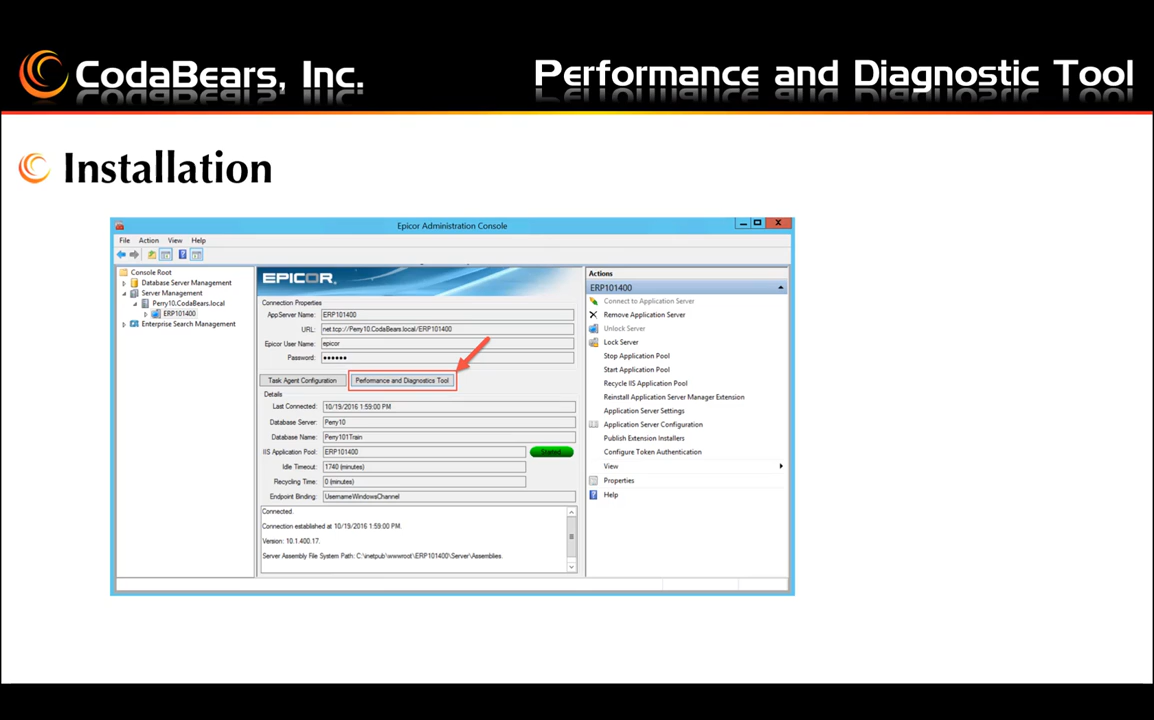 CodaBears, Inc.
Performance and Diagnostic Tool
Installation
Epicor Administration Console
File Action View Help
Console Root
Database Server Management
Server Management
Perry10.CodaBears.local
ERP101400
Enterprise Search Management
EPICOR
Connection Properties
AppServer Name: ERP101400
URL: net.tcp://Perry10.CodaBears.local/ERP101400
Epicor User Name: epicor
Password: ••••••
Task Agent Configuration Performance and Diagnostics Tool
Details
Last Connected: 10/19/2016 1:59:00 PM
Database Server: Perry10
Database Name: Perry101Train
IIS Application Pool: ERP101400 Started
Idle Timeout: 1740 (minutes)
Recycling Time: 0 (minutes)
Endpoint Binding: UsernameWindowsChannel
Connected.
Connection established at 10/19/2016 1:59:00 PM.
Version: 10.1.400.17.
Server Assembly File System Path: C:\inetpub\wwwroot\ERP101400\Server\Assemblies.
Actions
ERP101400
Connect to Application Server
Remove Application Server
Unlock Server
Lock Server
Stop Application Pool
Start Application Pool
Recycle IIS Application Pool
Reinstall Application Server Manager Extension
Application Server Settings
Application Server Configuration
Publish Extension Installers
Configure Token Authentication
View
Properties
Help